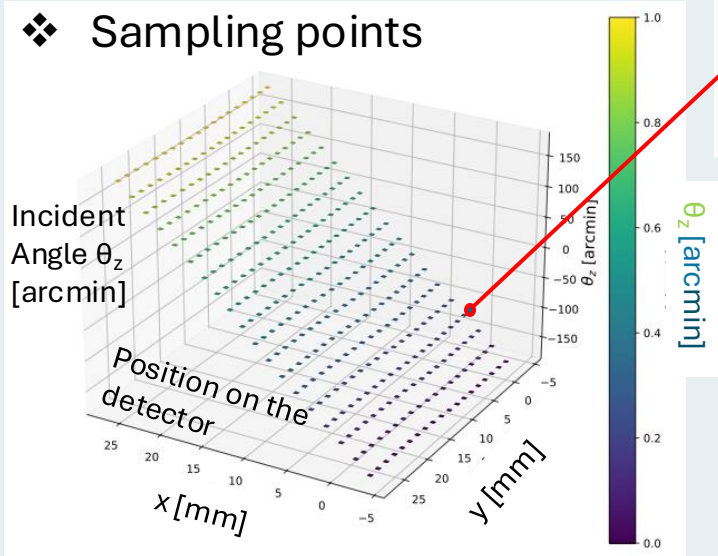 ❖ Sampling points
Incident
Angle θz
[arcmin]
Position on the
detector
x [mm]
25
20
15
10
5
0
−5
y [mm]
25
20
15
10
5
0
−5
θz [arcmin]
150
100
50
0
−50
−100
−150
1.0
0.8
0.6
0.4
0.2
0.0
θz [arcmin]